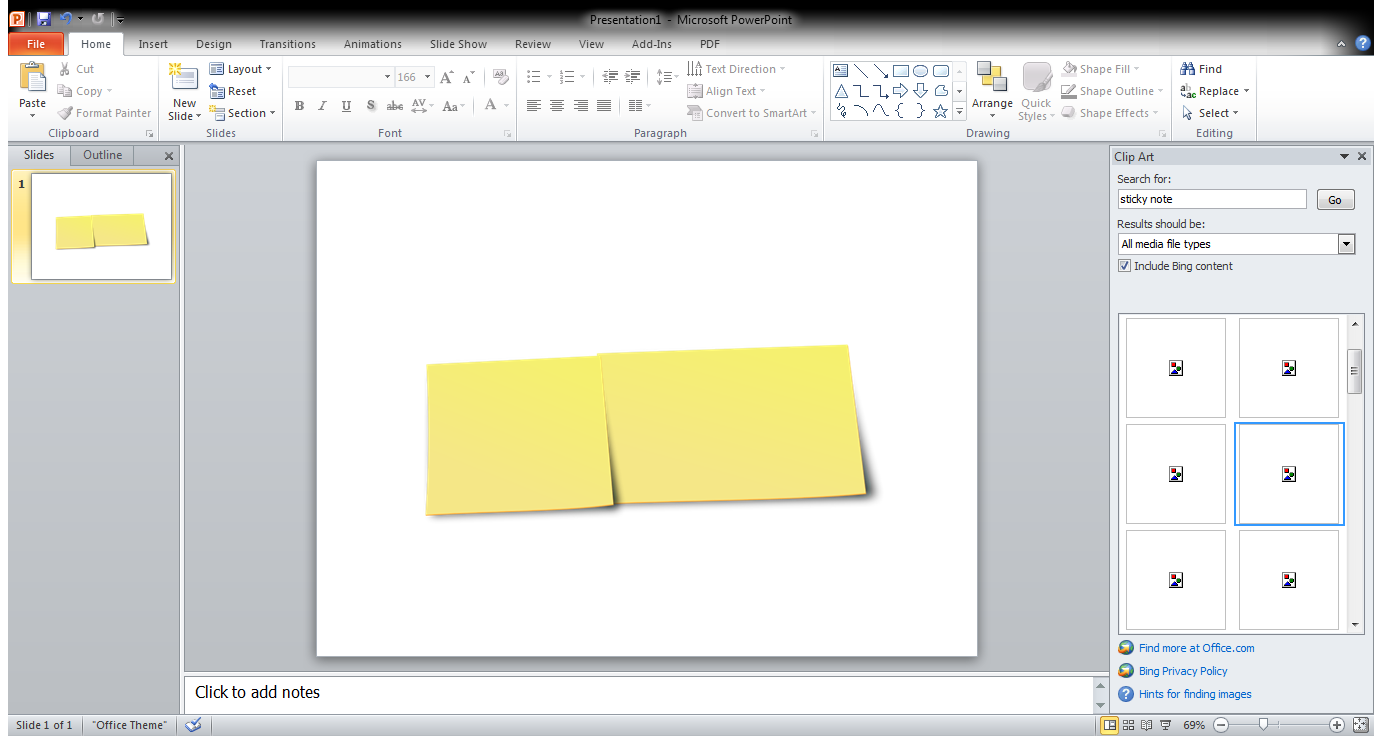 Presentation1 - Microsoft PowerPoint
File Home Insert Design Transitions Animations Slide Show Review View Add-Ins PDF
Paste
Cut
Copy
Format Painter
Clipboard
New Slide
Layout
Reset
Section
Slides
166
B I U S abc AV Aa A
Font
Text Direction
Align Text
Convert to SmartArt
Paragraph
Arrange
Quick Styles
Shape Fill
Shape Outline
Shape Effects
Drawing
Find
Replace
Select
Editing
Slides Outline
1
Clip Art
Search for:
sticky note
Go
Results should be:
All media file types
Include Bing content
Find more at Office.com
Bing Privacy Policy
Hints for finding images
Click to add notes
Slide 1 of 1 "Office Theme" 69%